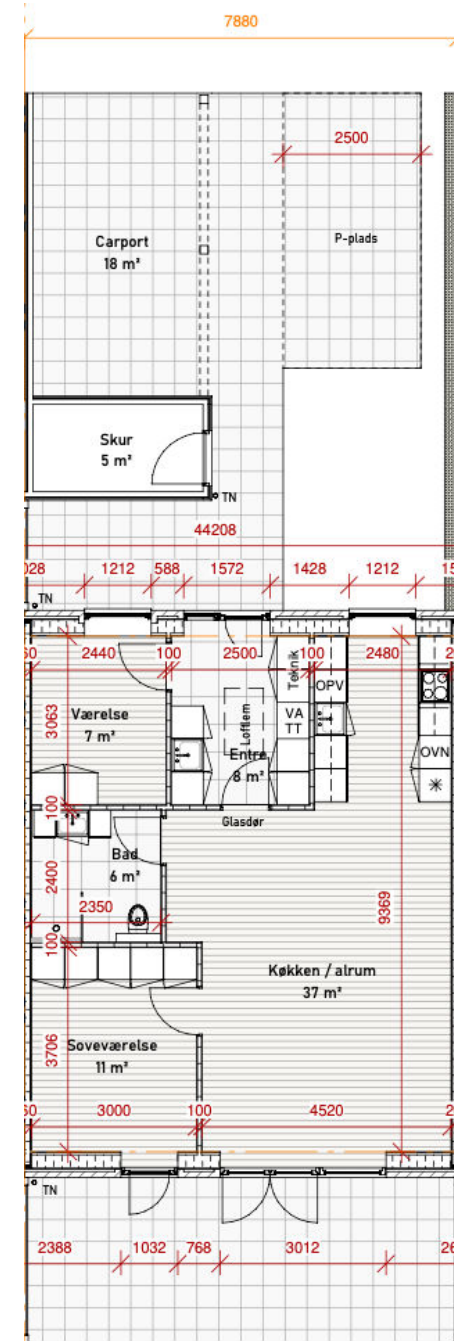 7880
2500
Carport
18 m²
P-plads
Skur
5 m²
TN
44208
028 1212 588 1572 1428 1212
TN
2440 100 2500 100 2480
Teknik
OPV
3063
Værelse
7 m²
Loftlem
VA
TT
Entre
8 m²
OVN
100
Glasdør
Bad
6 m²
2400
2350
9369
100
Køkken / alrum
37 m²
3706
Soveværelse
11 m²
3000 100 4520
TN
2388 1032 768 3012